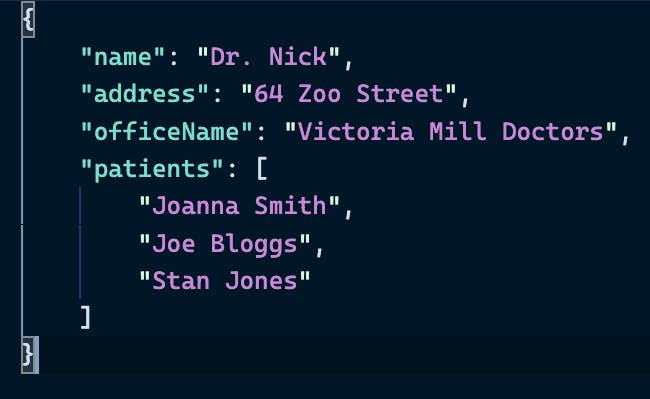 {
    "name": "Dr. Nick",
    "address": "64 Zoo Street",
    "officeName": "Victoria Mill Doctors",
    "patients": [
        "Joanna Smith",
        "Joe Bloggs",
        "Stan Jones"
    ]
}